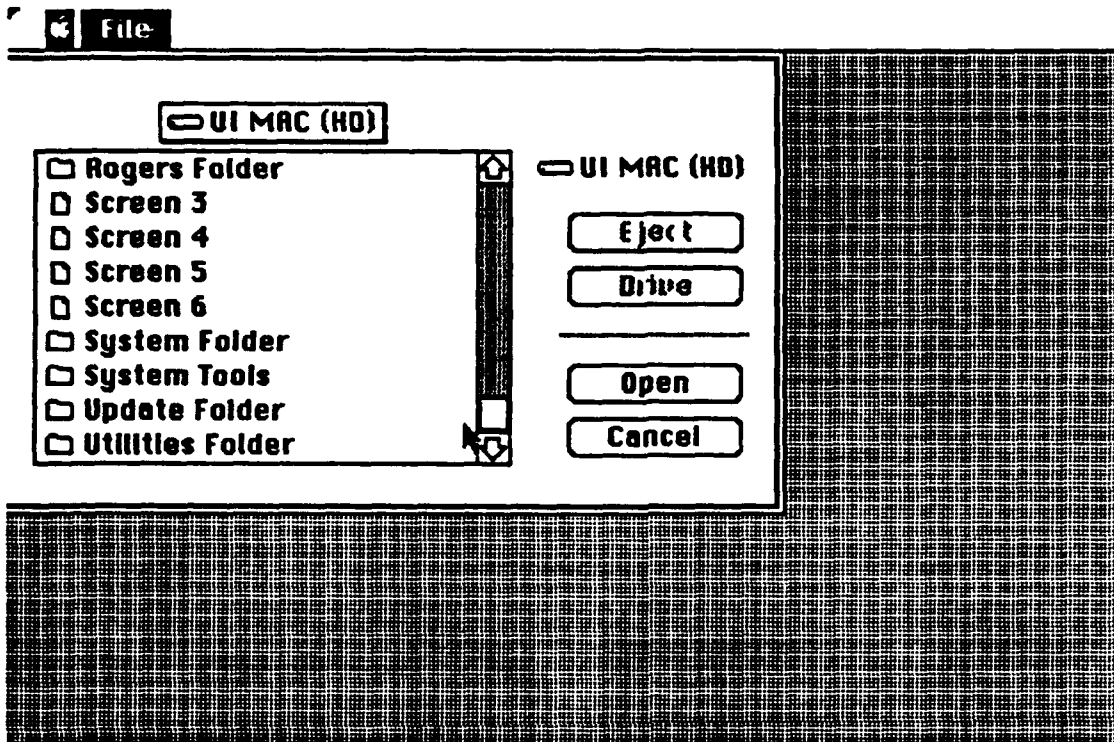 File
UI MAC (HD)
Rogers Folder
Screen 3
Screen 4
Screen 5
Screen 6
System Folder
System Tools
Update Folder
Utilities Folder
UI MAC (HD)
Eject
Drive
Open
Cancel